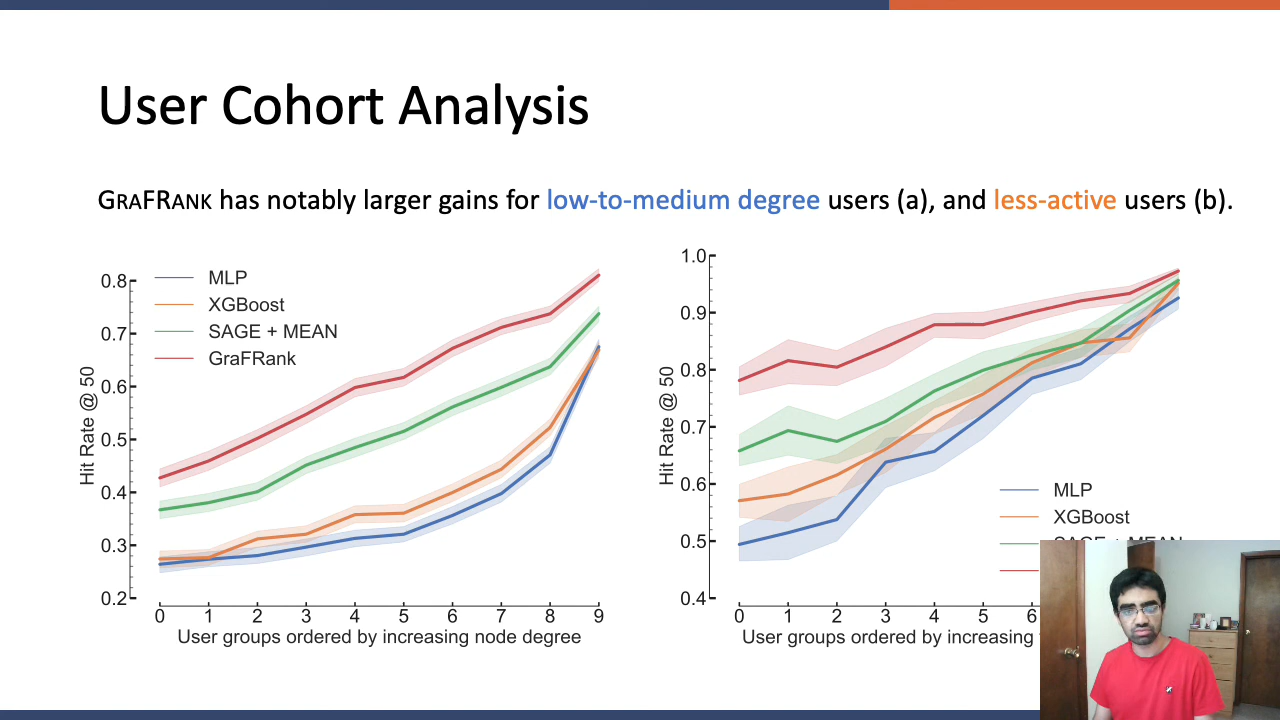 User Cohort Analysis
GRAFRANK has notably larger gains for low-to-medium degree users (a), and less-active users (b).
MLP
XGBoost
SAGE + MEAN
GraFRank
Hit Rate @ 50
0.8
0.7
0.6
0.5
0.4
0.3
0.2
0 1 2 3 4 5 6 7 8 9
User groups ordered by increasing node degree
Hit Rate @ 50
1.0
0.9
0.8
0.7
0.6
0.5
0.4
MLP
XGBoost
SAGE + MEAN
0 1 2 3 4 5 6
User groups ordered by increasing